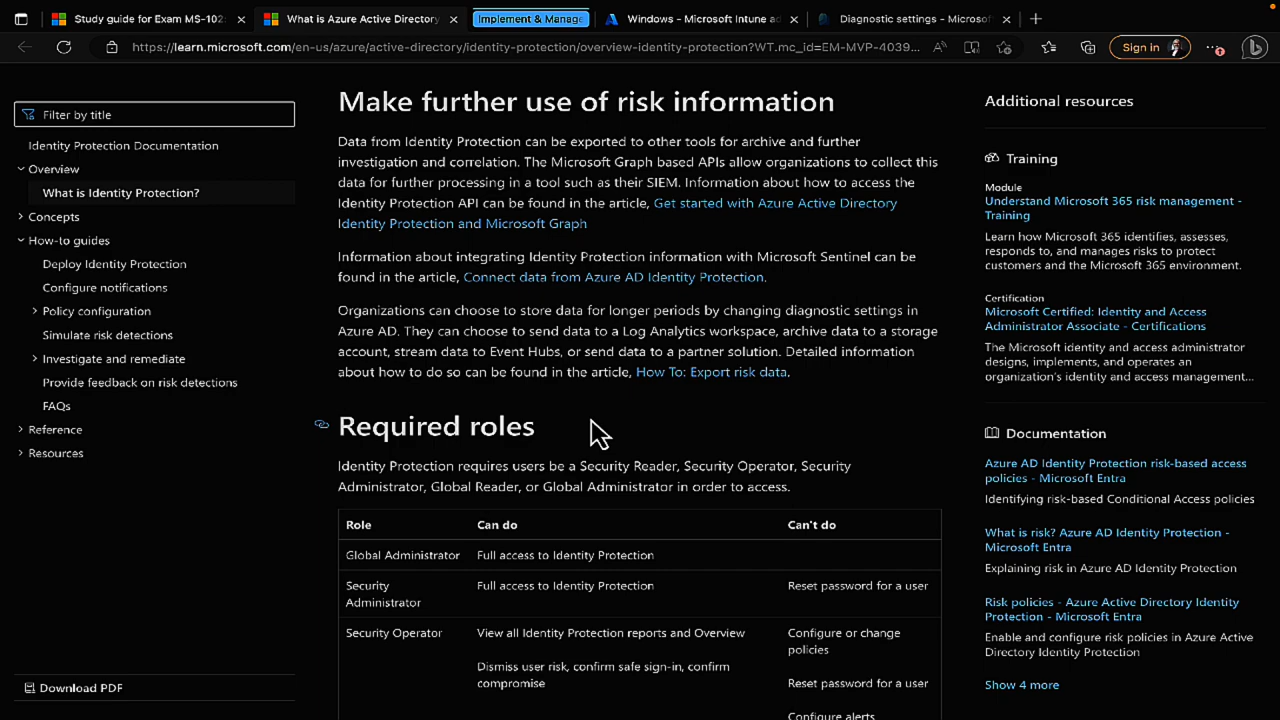 Study guide for Exam MS-102:
What is Azure Active Directory
Implement & Manage
Windows - Microsoft Intune ad
Diagnostic settings - Microsof
https://learn.microsoft.com/en-us/azure/active-directory/identity-protection/overview-identity-protection?WT.mc_id=EM-MVP-4039...
Sign in
Filter by title
Identity Protection Documentation
Overview
What is Identity Protection?
Concepts
How-to guides
Deploy Identity Protection
Configure notifications
Policy configuration
Simulate risk detections
Investigate and remediate
Provide feedback on risk detections
FAQs
Reference
Resources
Download PDF
Make further use of risk information
Data from Identity Protection can be exported to other tools for archive and further
investigation and correlation. The Microsoft Graph based APIs allow organizations to collect this
data for further processing in a tool such as their SIEM. Information about how to access the
Identity Protection API can be found in the article, Get started with Azure Active Directory
Identity Protection and Microsoft Graph
Information about integrating Identity Protection information with Microsoft Sentinel can be
found in the article, Connect data from Azure AD Identity Protection.
Organizations can choose to store data for longer periods by changing diagnostic settings in
Azure AD. They can choose to send data to a Log Analytics workspace, archive data to a storage
account, stream data to Event Hubs, or send data to a partner solution. Detailed information
about how to do so can be found in the article, How To: Export risk data.
Required roles
Identity Protection requires users be a Security Reader, Security Operator, Security
Administrator, Global Reader, or Global Administrator in order to access.
Role Can do Can't do
Global Administrator Full access to Identity Protection
Security Full access to Identity Protection Reset password for a user
Administrator
Security Operator View all Identity Protection reports and Overview Configure or change
policies
Dismiss user risk, confirm safe sign-in, confirm
compromise Reset password for a user
Configure alerts
Additional resources
Training
Module
Understand Microsoft 365 risk management -
Training
Learn how Microsoft 365 identifies, assesses,
responds to, and manages risks to protect
customers and the Microsoft 365 environment.
Certification
Microsoft Certified: Identity and Access
Administrator Associate - Certifications
The Microsoft identity and access administrator
designs, implements, and operates an
organization's identity and access management...
Documentation
Azure AD Identity Protection risk-based access
policies - Microsoft Entra
Identifying risk-based Conditional Access policies
What is risk? Azure AD Identity Protection -
Microsoft Entra
Explaining risk in Azure AD Identity Protection
Risk policies - Azure Active Directory Identity
Protection - Microsoft Entra
Enable and configure risk policies in Azure Active
Directory Identity Protection
Show 4 more